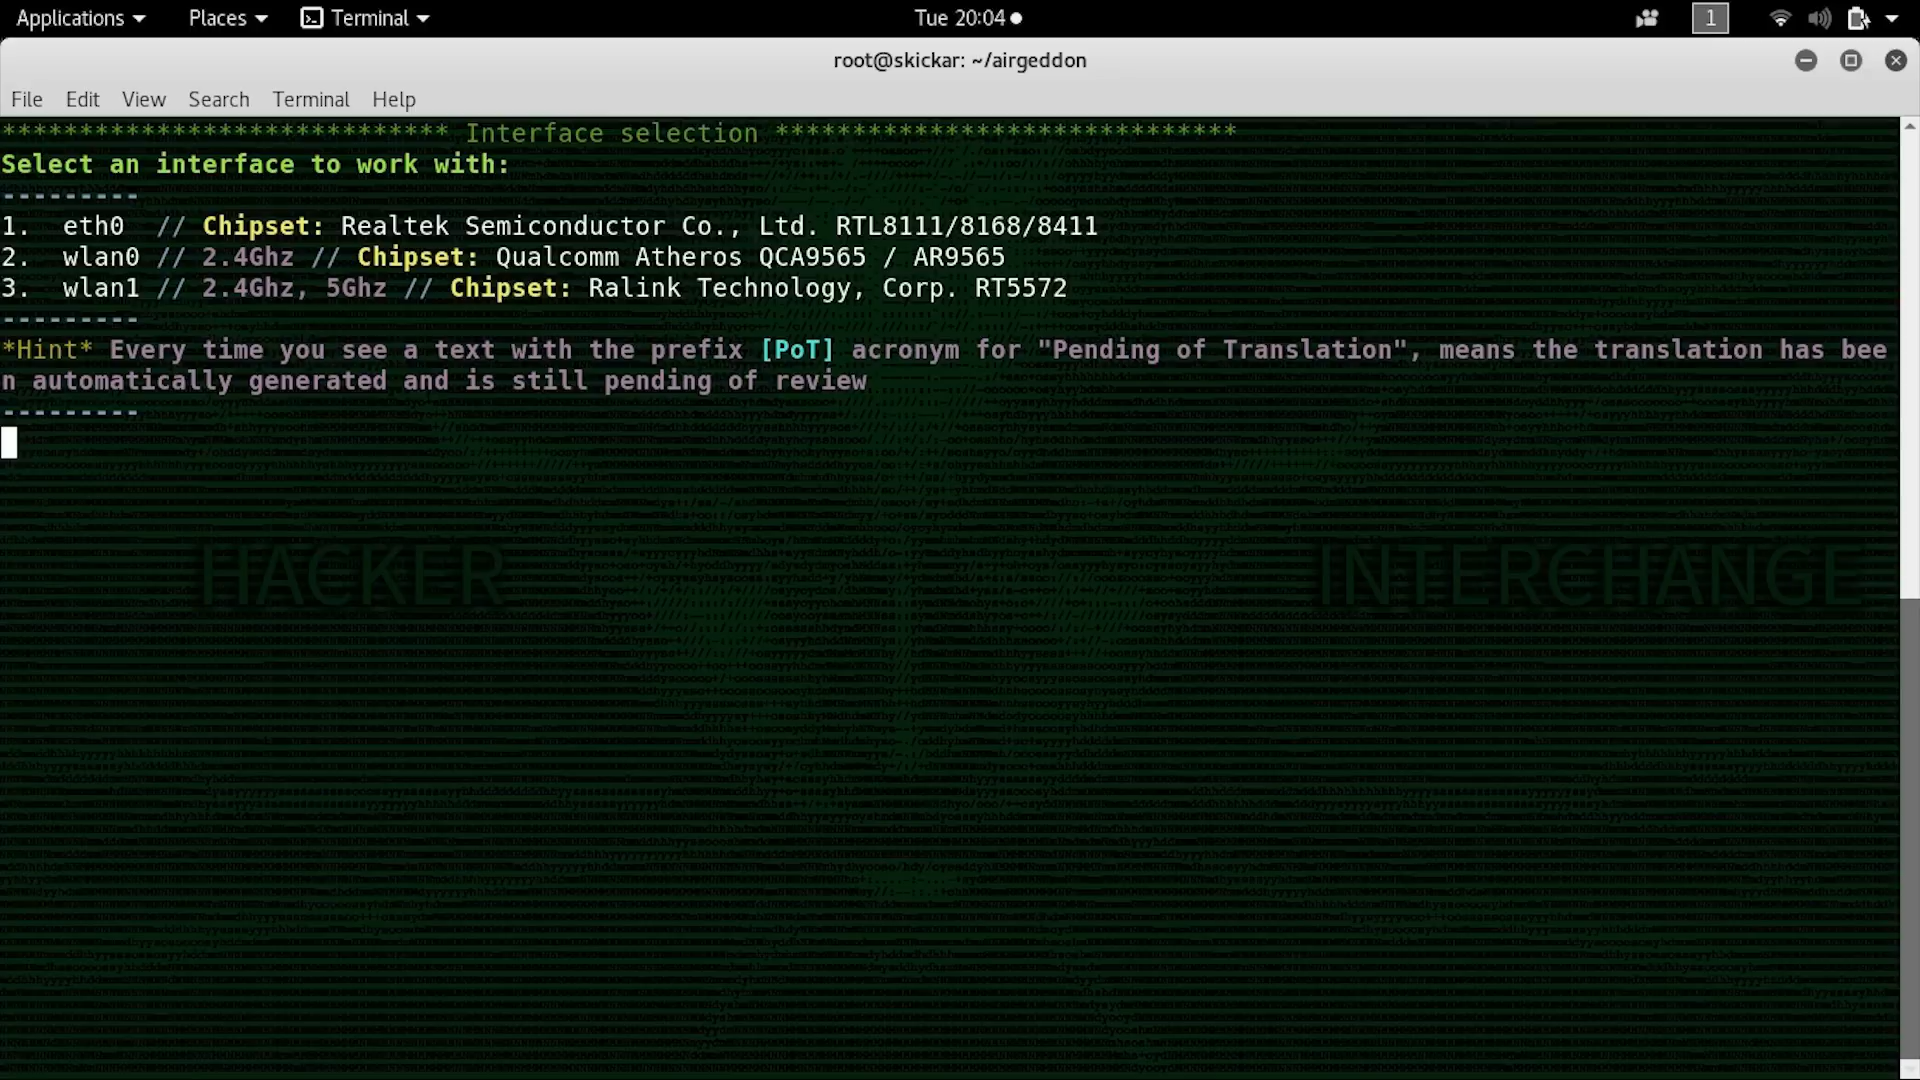 Applications Places Terminal Tue 20:04 1
root@skickar: ~/airgeddon
File Edit View Search Terminal Help
***************************** Interface selection ******************************
Select an interface to work with:
---------
1. eth0 // Chipset: Realtek Semiconductor Co., Ltd. RTL8111/8168/8411
2. wlan0 // 2.4Ghz // Chipset: Qualcomm Atheros QCA9565 / AR9565
3. wlan1 // 2.4Ghz, 5Ghz // Chipset: Ralink Technology, Corp. RT5572
---------
*Hint* Every time you see a text with the prefix [PoT] acronym for "Pending of Translation", means the translation has bee
n automatically generated and is still pending of review
---------
HACKER INTERCHANGE